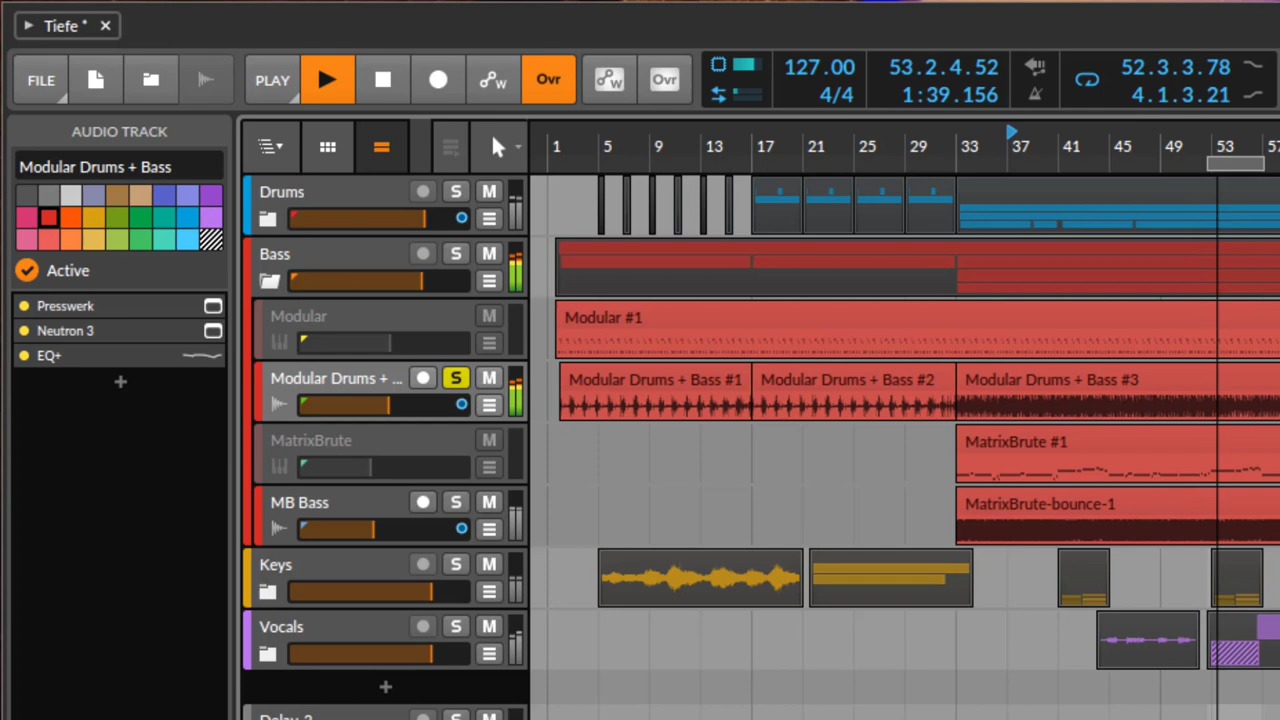 Tiefe *
FILE
PLAY
Ovr
Ovr
127.00
4/4
53.2.4.52
1:39.156
52.3.3.78
4.1.3.21
AUDIO TRACK
Modular Drums + Bass
Active
Presswerk
Neutron 3
EQ+
+
1 5 9 13 17 21 25 29 33 37 41 45 49 53 57
Drums S M
Bass S M
Modular M
Modular #1
Modular Drums + ... S M
Modular Drums + Bass #1
Modular Drums + Bass #2
Modular Drums + Bass #3
MatrixBrute M
MatrixBrute #1
MB Bass S M
MatrixBrute-bounce-1
Keys S M
Vocals S M
+
Delay-2 S M